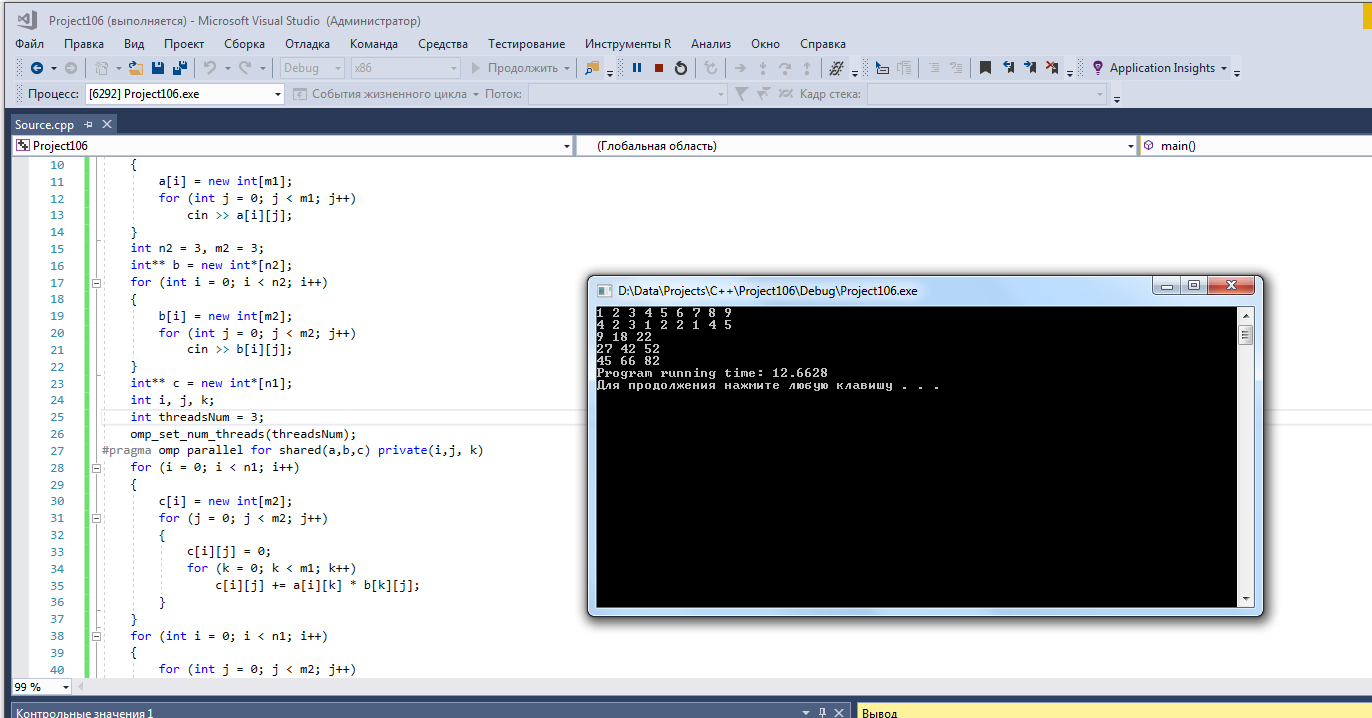 Project106 (выполняется) - Microsoft Visual Studio (Администратор)
Файл Правка Вид Проект Сборка Отладка Команда Средства Тестирование Инструменты R Анализ Окно Справка
Debug x86 Продолжить Application Insights
Процесс: [6292] Project106.exe События жизненного цикла Поток: Кадр стека:
Source.cpp
Project106 (Глобальная область) main()
10 {
11 a[i] = new int[m1];
12 for (int j = 0; j < m1; j++)
13 cin >> a[i][j];
14 }
15 int n2 = 3, m2 = 3;
16 int** b = new int*[n2];
17 for (int i = 0; i < n2; i++)
18 {
19 b[i] = new int[m2];
20 for (int j = 0; j < m2; j++)
21 cin >> b[i][j];
22 }
23 int** c = new int*[n1];
24 int i, j, k;
25 int threadsNum = 3;
26 omp_set_num_threads(threadsNum);
27 #pragma omp parallel for shared(a,b,c) private(i,j, k)
28 for (i = 0; i < n1; i++)
29 {
30 c[i] = new int[m2];
31 for (j = 0; j < m2; j++)
32 {
33 c[i][j] = 0;
34 for (k = 0; k < m1; k++)
35 c[i][j] += a[i][k] * b[k][j];
36 }
37 }
38 for (int i = 0; i < n1; i++)
39 {
40 for (int j = 0; j < m2; j++)
D:\Data\Projects\C++\Project106\Debug\Project106.exe
1 2 3 4 5 6 7 8 9
4 2 3 1 2 2 1 4 5
9 18 22
27 42 52
45 66 82
Program running time: 12.6628
Для продолжения нажмите любую клавишу . . .
99 %
Контрольные значения 1
Вывод